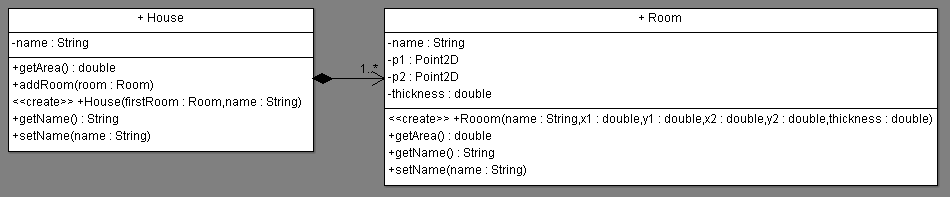 + House
-name : String
+getArea() : double
+addRoom(room : Room)
<<create>> +House(firstRoom : Room,name : String)
+getName() : String
+setName(name : String)
1..*
+ Room
-name : String
-p1 : Point2D
-p2 : Point2D
-thickness : double
<<create>> +Rooom(name : String,x1 : double,y1 : double,x2 : double,y2 : double,thickness : double)
+getArea() : double
+getName() : String
+setName(name : String)